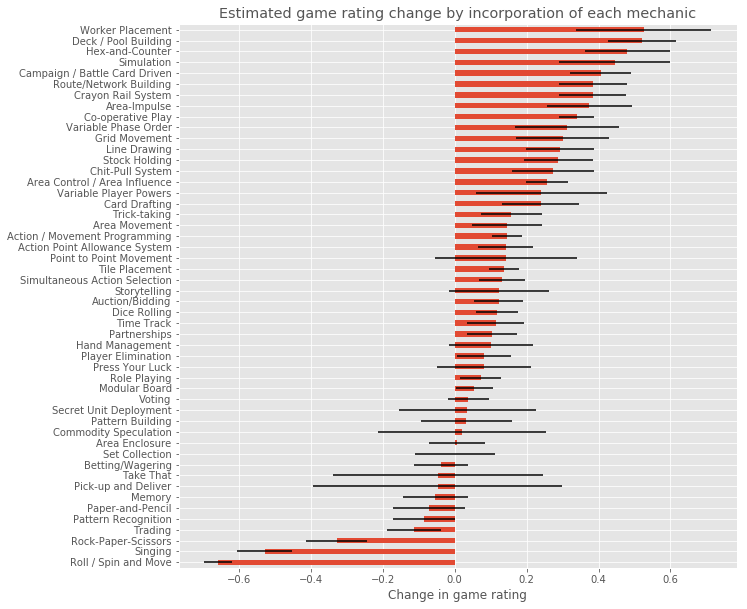 Estimated game rating change by incorporation of each mechanic
Worker Placement
Deck / Pool Building
Hex-and-Counter
Simulation
Campaign / Battle Card Driven
Route/Network Building
Crayon Rail System
Area-Impulse
Co-operative Play
Variable Phase Order
Grid Movement
Line Drawing
Stock Holding
Chit-Pull System
Area Control / Area Influence
Variable Player Powers
Card Drafting
Trick-taking
Area Movement
Action / Movement Programming
Action Point Allowance System
Point to Point Movement
Tile Placement
Simultaneous Action Selection
Storytelling
Auction/Bidding
Dice Rolling
Time Track
Partnerships
Hand Management
Player Elimination
Press Your Luck
Role Playing
Modular Board
Voting
Secret Unit Deployment
Pattern Building
Commodity Speculation
Area Enclosure
Set Collection
Betting/Wagering
Take That
Pick-up and Deliver
Memory
Paper-and-Pencil
Pattern Recognition
Trading
Rock-Paper-Scissors
Singing
Roll / Spin and Move
−0.6 −0.4 −0.2 0.0 0.2 0.4 0.6
Change in game rating